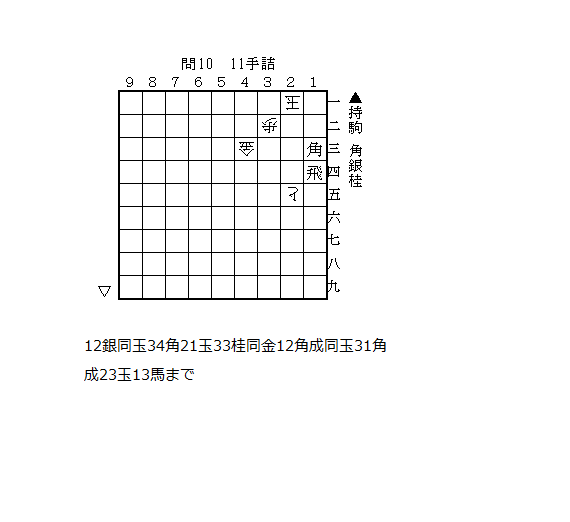 問10　11手詰
9 8 7 6 5 4 3 2 1
玉 一
歩 二
金 角 三
飛 四
と 五
六
七
八
九
▲持駒 角銀桂
▽
12銀同玉34角21玉33桂同金12角成同玉31角
成23玉13馬まで